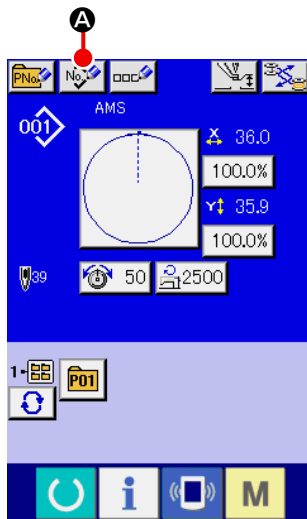 A
PNo. No.
AMS
001
X 36.0
100.0%
Y 35.9
100.0%
39 50 2500
1
P01
i M